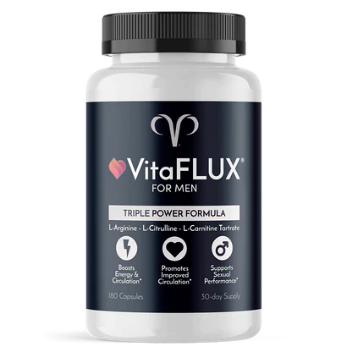 VitaFLUX®
FOR MEN
TRIPLE POWER FORMULA
L-Arginine - L-Citrulline - L-Carnitine Tartrate
Boosts
Energy &
Circulation*
Promotes
Improved
Circulation*
Supports
Sexual
Performance*
180 Capsules
30-day Supply